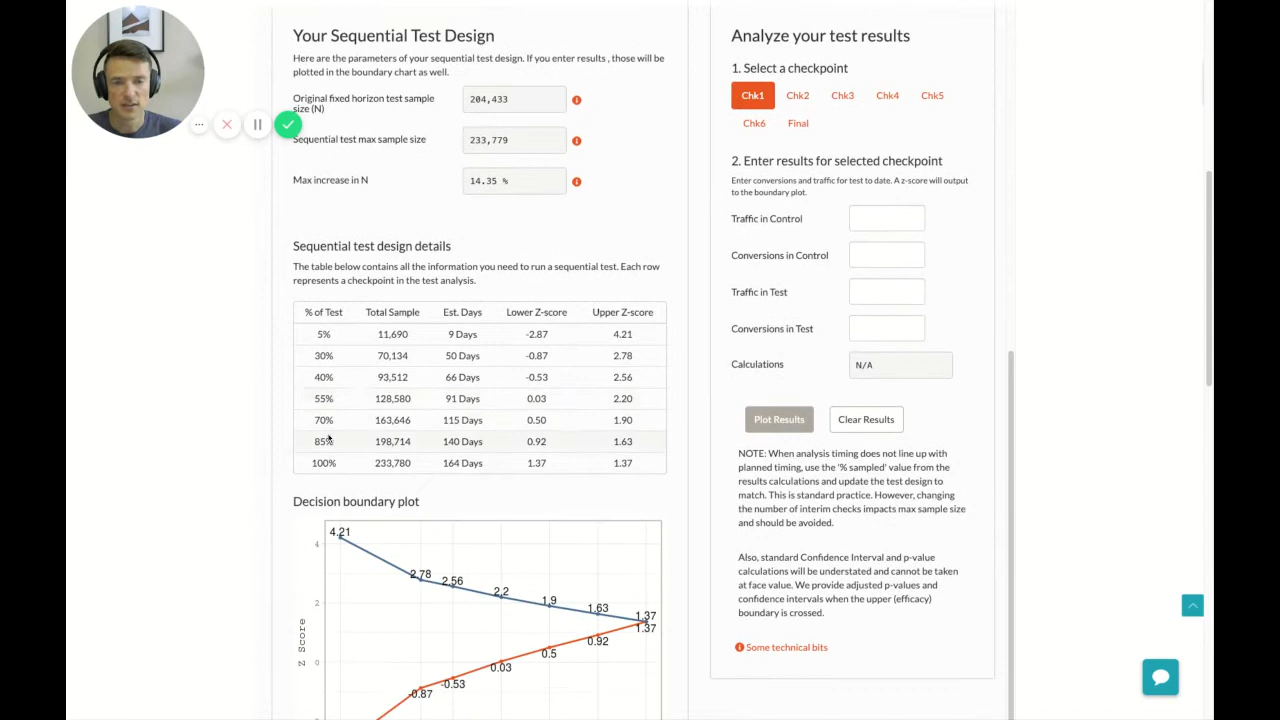 Your Sequential Test Design
Here are the parameters of your sequential test design. If you enter results , those will be
plotted in the boundary chart as well.
Original fixed horizon test sample
size (N)
204,433
Sequential test max sample size
233,779
Max increase in N
14.35 %
Sequential test design details
The table below contains all the information you need to run a sequential test. Each row
represents a checkpoint in the test analysis.
% of Test Total Sample Est. Days Lower Z-score Upper Z-score
5% 11,690 9 Days -2.87 4.21
30% 70,134 50 Days -0.87 2.78
40% 93,512 66 Days -0.53 2.56
55% 128,580 91 Days 0.03 2.20
70% 163,646 115 Days 0.50 1.90
85% 198,714 140 Days 0.92 1.63
100% 233,780 164 Days 1.37 1.37
Decision boundary plot
4.21
4
2.78
2.56
2.2
2
1.9
1.63
1.37
1.37
0.92
Z Score
0
0.03
0.5
-0.53
-0.87
Analyze your test results
1. Select a checkpoint
Chk1 Chk2 Chk3 Chk4 Chk5
Chk6 Final
2. Enter results for selected checkpoint
Enter conversions and traffic for test to date. A z-score will output
to the boundary plot.
Traffic in Control
Conversions in Control
Traffic in Test
Conversions in Test
Calculations
N/A
Plot Results Clear Results
NOTE: When analysis timing does not line up with
planned timing, use the '% sampled' value from the
results calculations and update the test design to
match. This is standard practice. However, changing
the number of interim checks impacts max sample size
and should be avoided.
Also, standard Confidence Interval and p-value
calculations will be understated and cannot be taken
at face value. We provide adjusted p-values and
confidence intervals when the upper (efficacy)
boundary is crossed.
Some technical bits